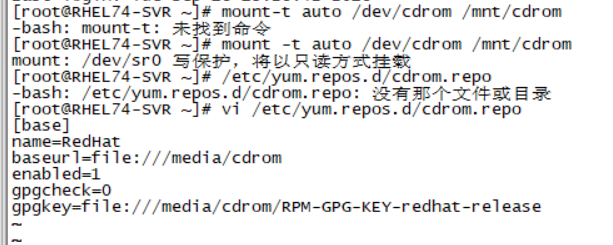 [root@RHEL74-SVR ~]# mount-t auto /dev/cdrom /mnt/cdrom
-bash: mount-t: 未找到命令
[root@RHEL74-SVR ~]# mount -t auto /dev/cdrom /mnt/cdrom
mount: /dev/sr0 写保护，将以只读方式挂载
[root@RHEL74-SVR ~]# /etc/yum.repos.d/cdrom.repo
-bash: /etc/yum.repos.d/cdrom.repo: 没有那个文件或目录
[root@RHEL74-SVR ~]# vi /etc/yum.repos.d/cdrom.repo
[base]
name=RedHat
baseurl=file:///media/cdrom
enabled=1
gpgcheck=0
gpgkey=file:///media/cdrom/RPM-GPG-KEY-redhat-release
~
~